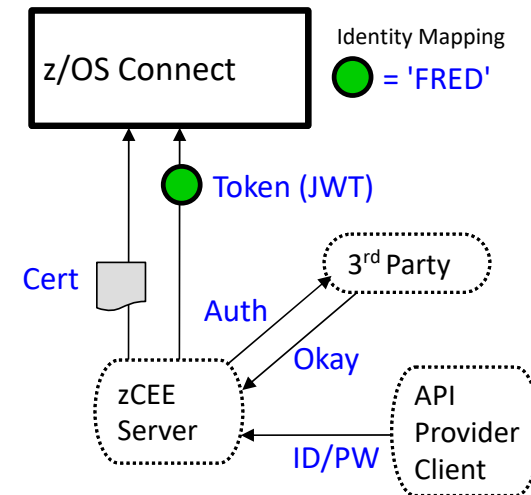 Identity Mapping
z/OS Connect
= 'FRED'
Token (JWT)
Cert
3rd Party
Auth
Okay
zCEE
Server
API
Provider
Client
ID/PW